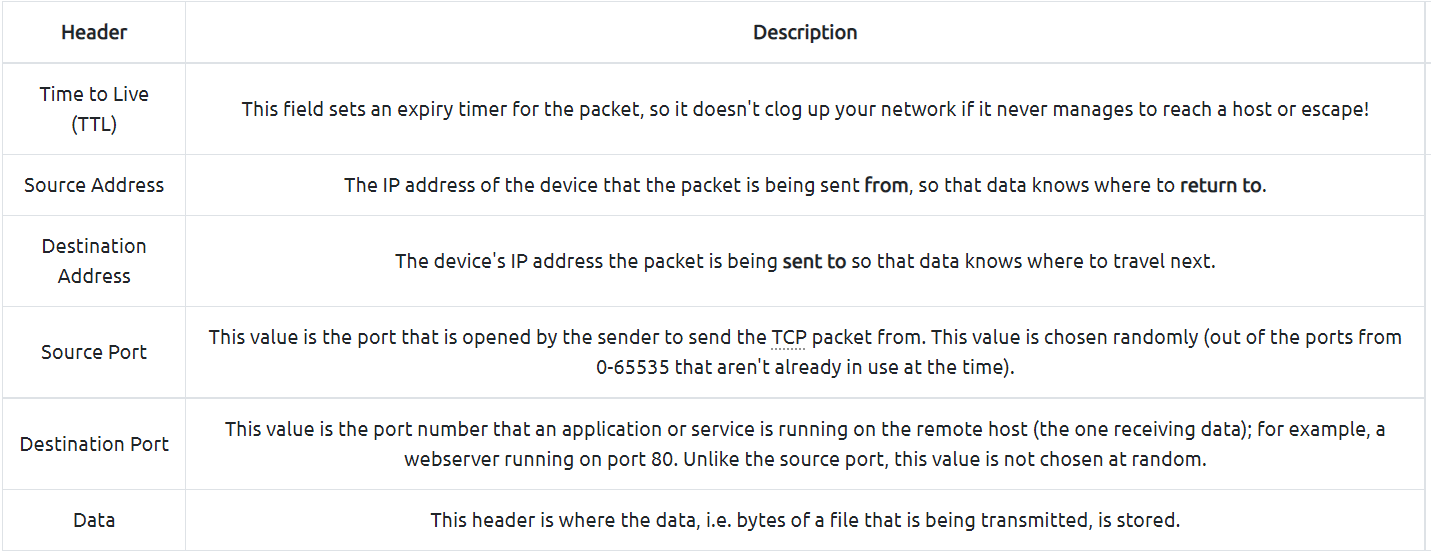 Header
Description
Time to Live
(TTL)
This field sets an expiry timer for the packet, so it doesn't clog up your network if it never manages to reach a host or escape!
Source Address
The IP address of the device that the packet is being sent from, so that data knows where to return to.
Destination
Address
The device's IP address the packet is being sent to so that data knows where to travel next.
Source Port
This value is the port that is opened by the sender to send the TCP packet from. This value is chosen randomly (out of the ports from
0-65535 that aren't already in use at the time).
Destination Port
This value is the port number that an application or service is running on the remote host (the one receiving data); for example, a
webserver running on port 80. Unlike the source port, this value is not chosen at random.
Data
This header is where the data, i.e. bytes of a file that is being transmitted, is stored.